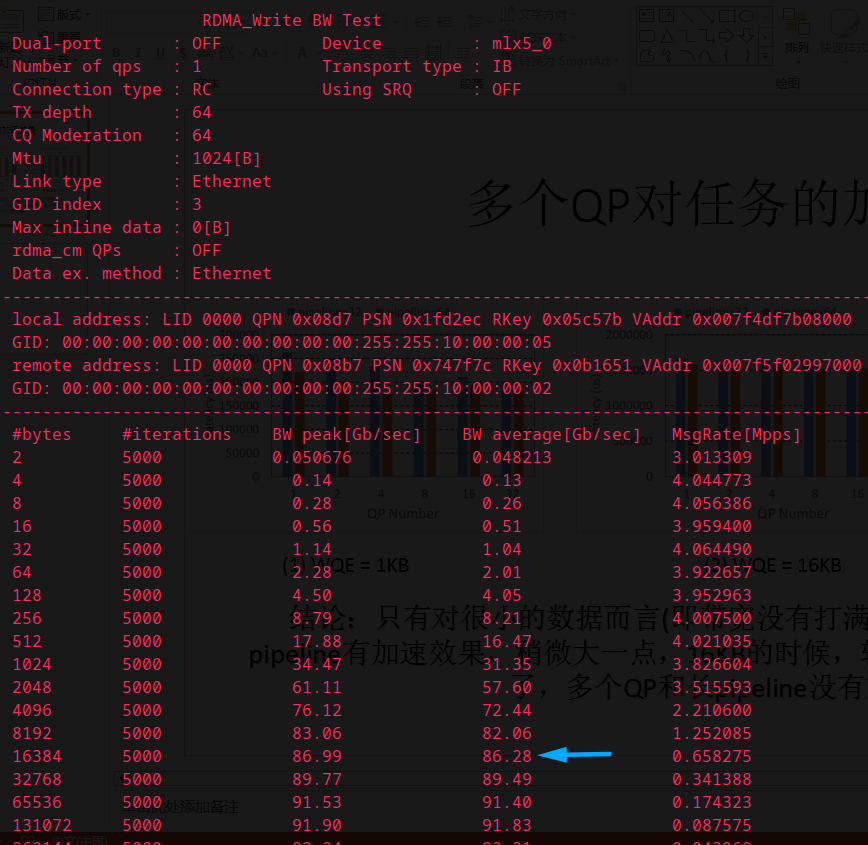 RDMA_Write BW Test
Dual-port : OFF Device : mlx5_0
Number of qps : 1 Transport type : IB
Connection type : RC Using SRQ : OFF
TX depth : 64
CQ Moderation : 64
Mtu : 1024[B]
Link type : Ethernet
GID index : 3
Max inline data : 0[B]
rdma_cm QPs : OFF
Data ex. method : Ethernet
多个QP对任务的加
local address: LID 0000 QPN 0x08d7 PSN 0x1fd2ec RKey 0x05c57b VAddr 0x007f4df7b08000
GID: 00:00:00:00:00:00:00:00:00:00:255:255:10:00:00:05
remote address: LID 0000 QPN 0x08b7 PSN 0x747f7c RKey 0x0b1651 VAddr 0x007f5f02997000
GID: 00:00:00:00:00:00:00:00:00:00:255:255:10:00:00:02
#bytes #iterations BW peak[Gb/sec] BW average[Gb/sec] MsgRate[Mpps]
2 5000 0.050676 0.048213 3.013309
4 5000 0.14 0.13 4.044773
8 5000 0.28 0.26 4.056386
16 5000 0.56 0.51 3.959400
32 5000 1.14 1.04 4.064490
64 5000 2.28 2.01 3.922657
128 5000 4.50 4.05 3.952963
256 5000 8.79 8.21 4.007500
512 5000 17.88 16.47 4.021035
1024 5000 34.47 31.35 3.826604
2048 5000 61.11 57.60 3.515593
4096 5000 76.12 72.44 2.210600
8192 5000 83.06 82.06 1.252085
16384 5000 86.99 86.28 0.658275
32768 5000 89.77 89.49 0.341388
65536 5000 91.53 91.40 0.174323
131072 5000 91.90 91.83 0.087575
QP Number
QP Number
(1) WQE = 1KB
WQE = 16KB